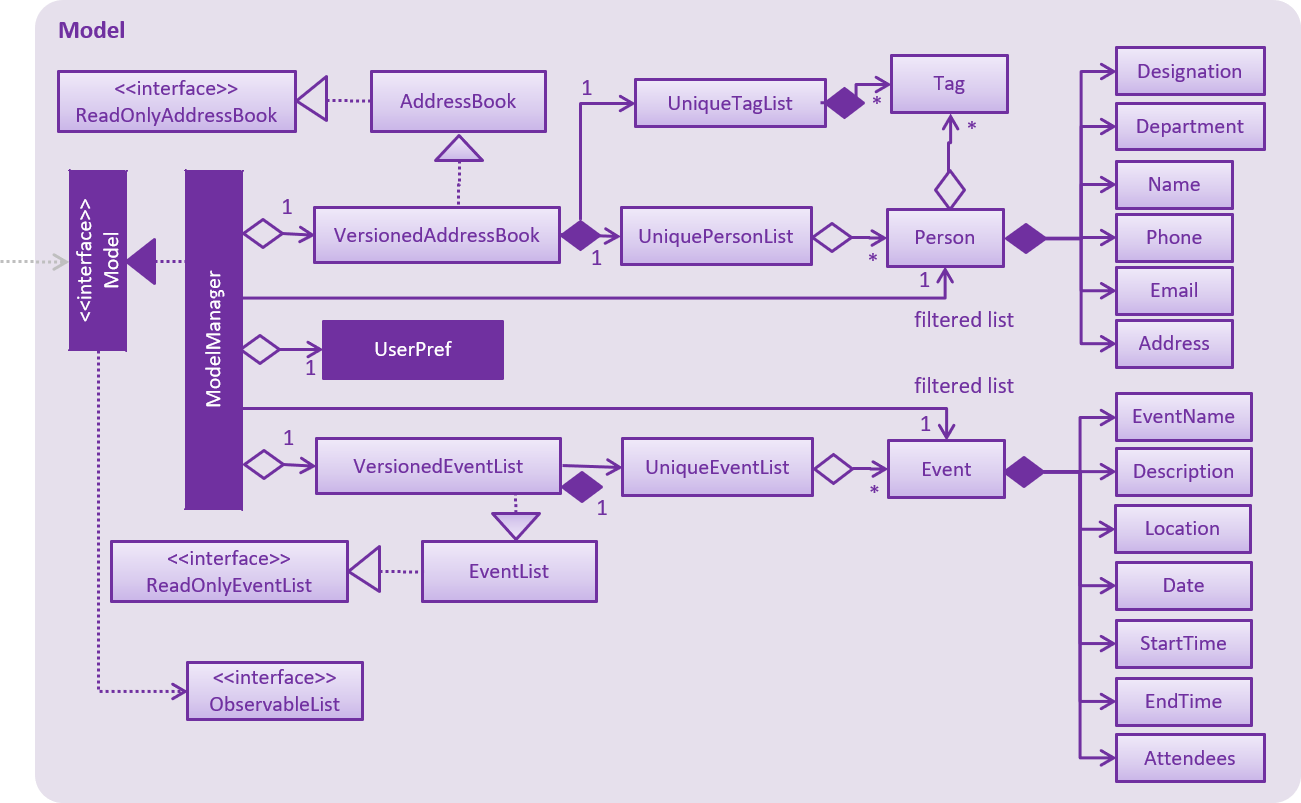 Model
<<interface>>
ReadOnlyAddressBook
AddressBook
1
UniqueTagList
*
Tag
*
Designation
Department
Name
Phone
Email
Address
<<interface>>
Model
ModelManager
1
VersionedAddressBook
1
UniquePersonList
*
Person
1
filtered list
1
UserPref
filtered list
1
1
VersionedEventList
1
UniqueEventList
*
Event
EventName
Description
Location
Date
StartTime
EndTime
Attendees
<<interface>>
ReadOnlyEventList
EventList
<<interface>>
ObservableList